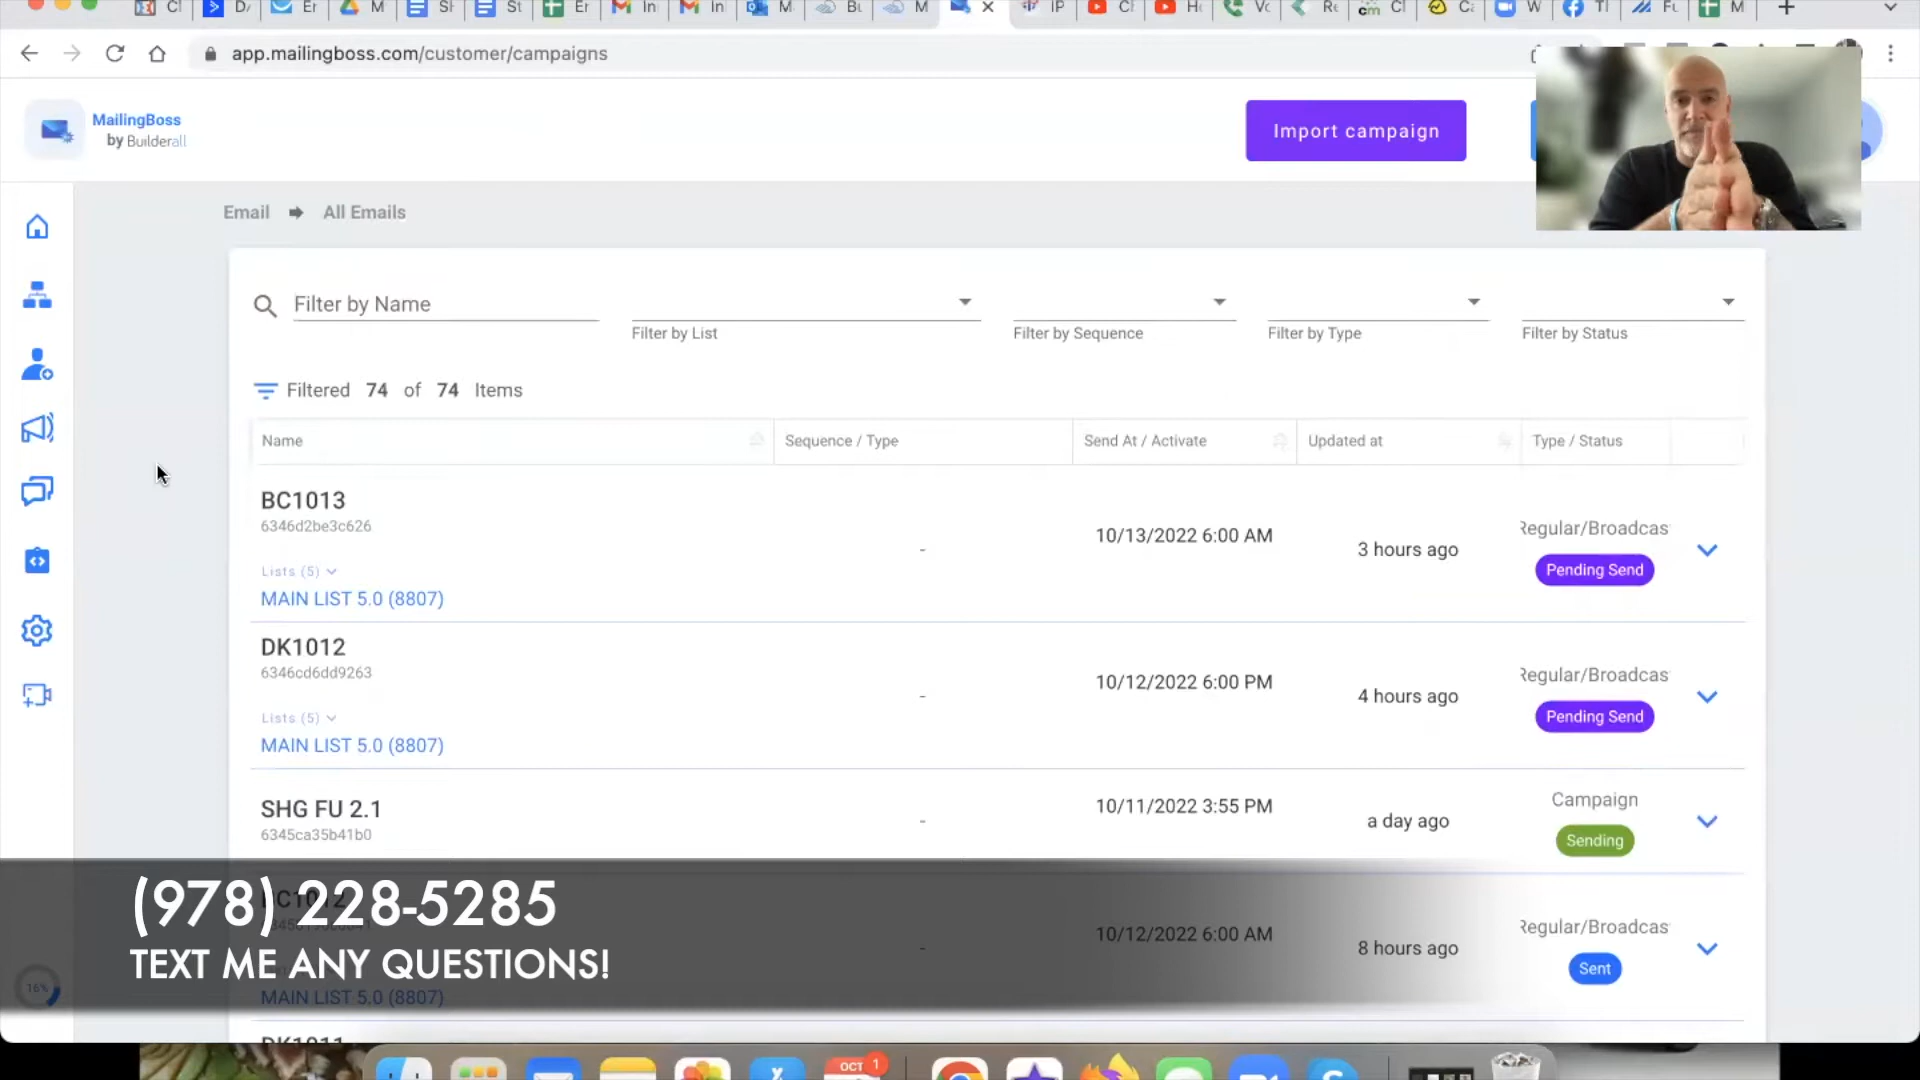 app.mailingboss.com/customer/campaigns
MailingBoss
by Builderall
Import campaign
Email All Emails
Filter by Name
Filter by List Filter by Sequence Filter by Type Filter by Status
Filtered 74 of 74 Items
Name Sequence / Type Send At / Activate Updated at Type / Status
BC1013
6346d2be3c626
Lists (5)
MAIN LIST 5.0 (8807)
- 10/13/2022 6:00 AM 3 hours ago
Regular/Broadcas
Pending Send
DK1012
6346cd6dd9263
Lists (5)
MAIN LIST 5.0 (8807)
- 10/12/2022 6:00 PM 4 hours ago
Regular/Broadcas
Pending Send
SHG FU 2.1
6345ca35b41b0
- 10/11/2022 3:55 PM a day ago
Campaign
Sending
- 10/12/2022 6:00 AM 8 hours ago
Regular/Broadcas
Sent
MAIN LIST 5.0 (8807)
(978) 228-5285
TEXT ME ANY QUESTIONS!
16%
OCT 1